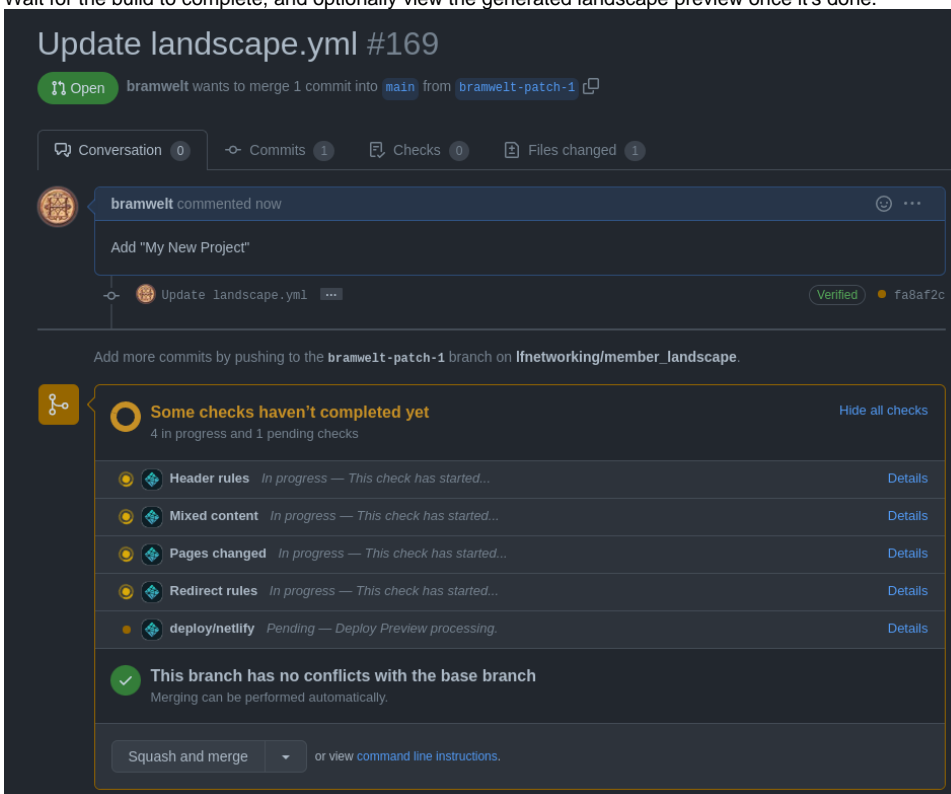 Wait for the build to complete, and optionally view the generated landscape preview once it's done.
Update landscape.yml #169
Open bramwelt wants to merge 1 commit into main from bramwelt-patch-1
Conversation 0 Commits 1 Checks 0 Files changed 1
bramwelt commented now
Add "My New Project"
Update landscape.yml ... Verified fa8af2c
Add more commits by pushing to the bramwelt-patch-1 branch on lfnetworking/member_landscape.
Some checks haven't completed yet Hide all checks
4 in progress and 1 pending checks
Header rules In progress — This check has started... Details
Mixed content In progress — This check has started... Details
Pages changed In progress — This check has started... Details
Redirect rules In progress — This check has started... Details
deploy/netlify Pending — Deploy Preview processing. Details
This branch has no conflicts with the base branch
Merging can be performed automatically.
Squash and merge or view command line instructions.